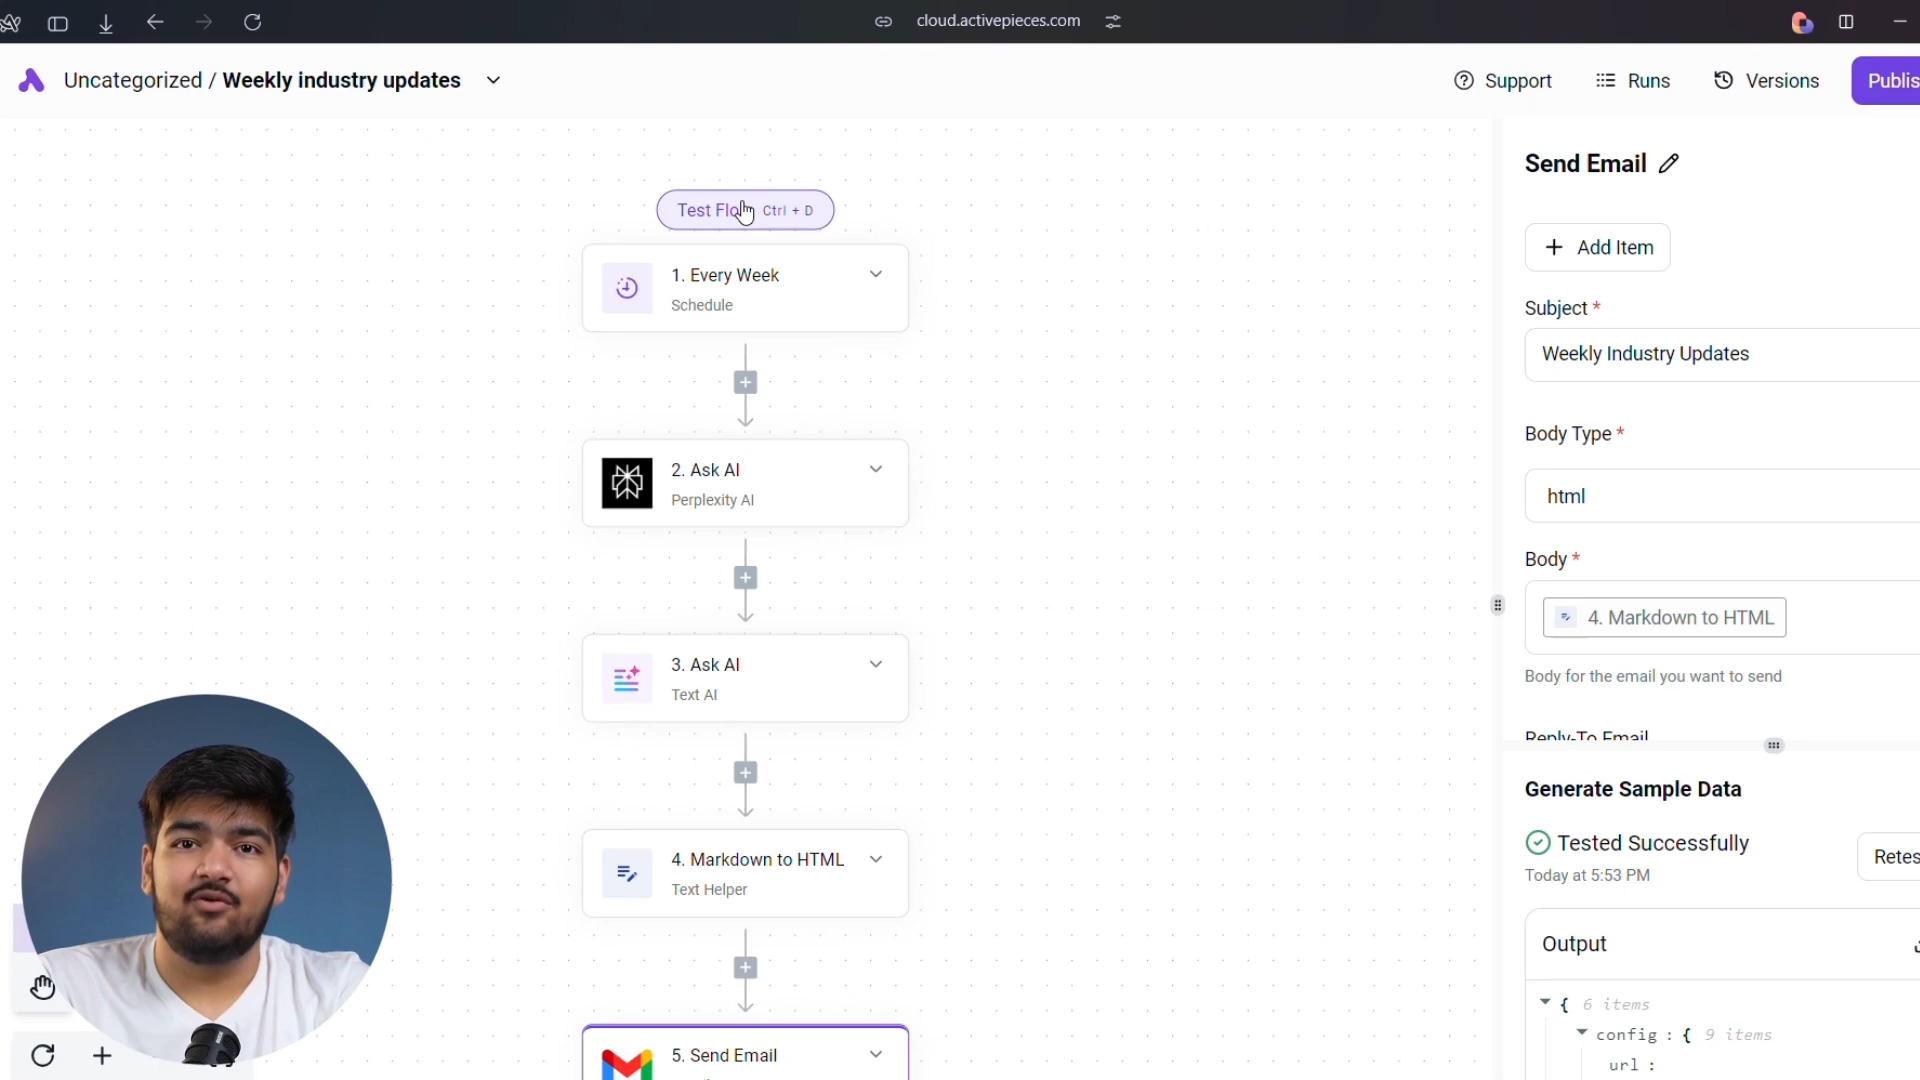 cloud.activepieces.com
Uncategorized / Weekly industry updates
Support
Runs
Versions
Publis
Test Flo
Ctrl + D
1. Every Week
Schedule
2. Ask AI
Perplexity AI
3. Ask AI
Text AI
4. Markdown to HTML
Text Helper
5. Send Email
Send Email
Add Item
Subject *
Weekly Industry Updates
Body Type *
html
Body *
4. Markdown to HTML
Body for the email you want to send
Reply-To Email
Generate Sample Data
Tested Successfully
Today at 5:53 PM
Retes
Output
{ 6 items
config : { 9 items
url :